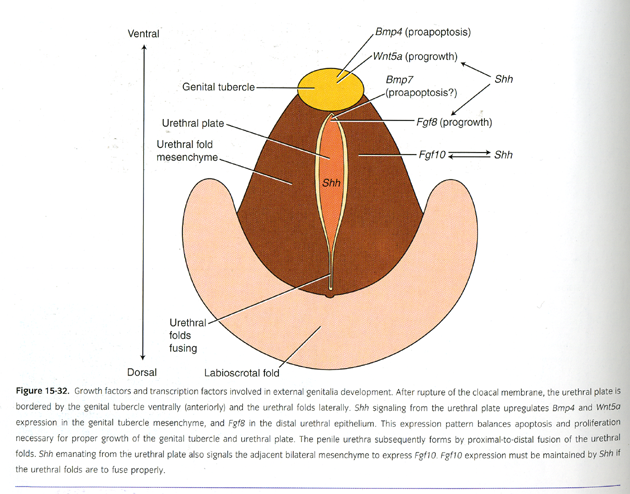 Ventral
Bmp4 (proapoptosis)
Wnt5a (progrowth)
Bmp7
(proapoptosis?)
Shh
Genital tubercle
Urethral plate
Fgf8 (progrowth)
Urethral fold
mesenchyme
Fgf10
Shh
Shh
Urethral
folds
fusing
Dorsal
Labioscrotal fold
Figure 15-32. Growth factors and transcription factors involved in external genitalia development. After rupture of the cloacal membrane, the urethral plate is
bordered by the genital tubercle ventrally (anteriorly) and the urethral folds laterally. Shh signaling from the urethral plate upregulates Bmp4 and Wnt5a
expression in the genital tubercle mesenchyme, and Fgf8 in the distal urethral epithelium. This expression pattern balances apoptosis and proliferation
necessary for proper growth of the genital tubercle and urethral plate. The penile urethra subsequently forms by proximal-to-distal fusion of the urethral
folds. Shh emanating from the urethral plate also signals the adjacent bilateral mesenchyme to express Fgf10. Fgf10 expression must be maintained by Shh if
the urethral folds are to fuse properly.